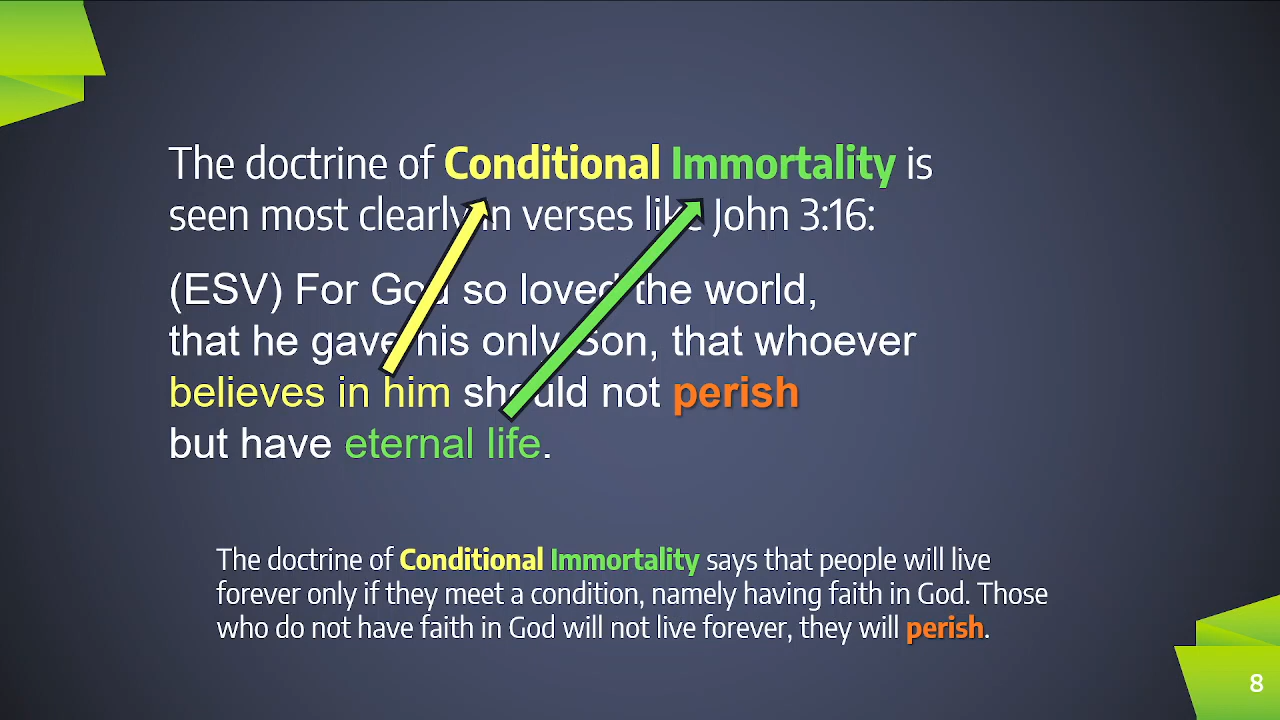 The doctrine of Conditional Immortality is
seen most clearly in verses like John 3:16:
(ESV) For God so loved the world,
that he gave his only Son, that whoever
believes in him should not perish
but have eternal life.
The doctrine of Conditional Immortality says that people will live
forever only if they meet a condition, namely having faith in God. Those
who do not have faith in God will not live forever, they will perish.
8